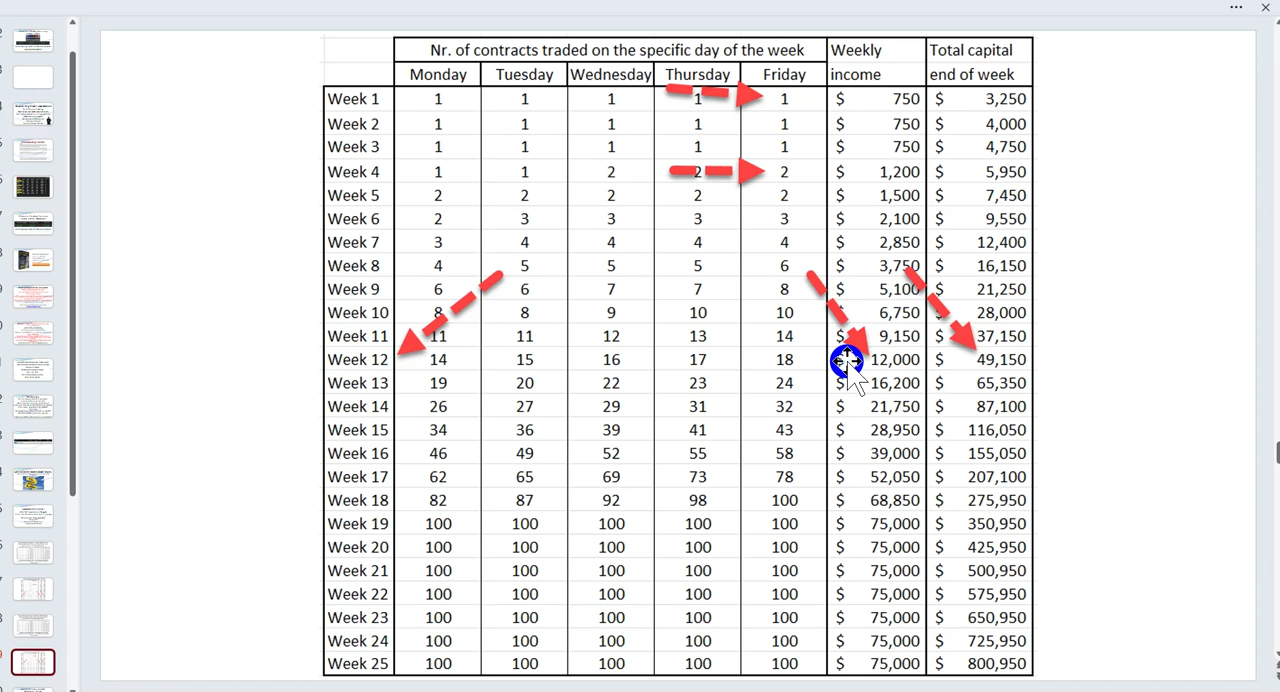 Nr. of contracts traded on the specific day of the week Weekly Total capital
Monday Tuesday Wednesday Thursday Friday income end of week
Week 1 1 1 1 1 1 $ 750 $ 3,250
Week 2 1 1 1 1 1 $ 750 $ 4,000
Week 3 1 1 1 1 1 $ 750 $ 4,750
Week 4 1 1 2 2 2 $ 1,200 $ 5,950
Week 5 2 2 2 2 2 $ 1,500 $ 7,450
Week 6 2 3 3 3 3 $ 2,100 $ 9,550
Week 7 3 4 4 4 4 $ 2,850 $ 12,400
Week 8 4 5 5 5 6 $ 3,750 $ 16,150
Week 9 6 6 7 7 8 $ 5,100 $ 21,250
Week 10 8 8 9 10 10 $ 6,750 $ 28,000
Week 11 11 11 12 13 14 $ 9,150 $ 37,150
Week 12 14 15 16 17 18 $ $ 49,150
Week 13 19 20 22 23 24 $ 16,200 $ 65,350
Week 14 26 27 29 31 32 $ 21,750 $ 87,100
Week 15 34 36 39 41 43 $ 28,950 $ 116,050
Week 16 46 49 52 55 58 $ 39,000 $ 155,050
Week 17 62 65 69 73 78 $ 52,050 $ 207,100
Week 18 82 87 92 98 100 $ 68,850 $ 275,950
Week 19 100 100 100 100 100 $ 75,000 $ 350,950
Week 20 100 100 100 100 100 $ 75,000 $ 425,950
Week 21 100 100 100 100 100 $ 75,000 $ 500,950
Week 22 100 100 100 100 100 $ 75,000 $ 575,950
Week 23 100 100 100 100 100 $ 75,000 $ 650,950
Week 24 100 100 100 100 100 $ 75,000 $ 725,950
Week 25 100 100 100 100 100 $ 75,000 $ 800,950